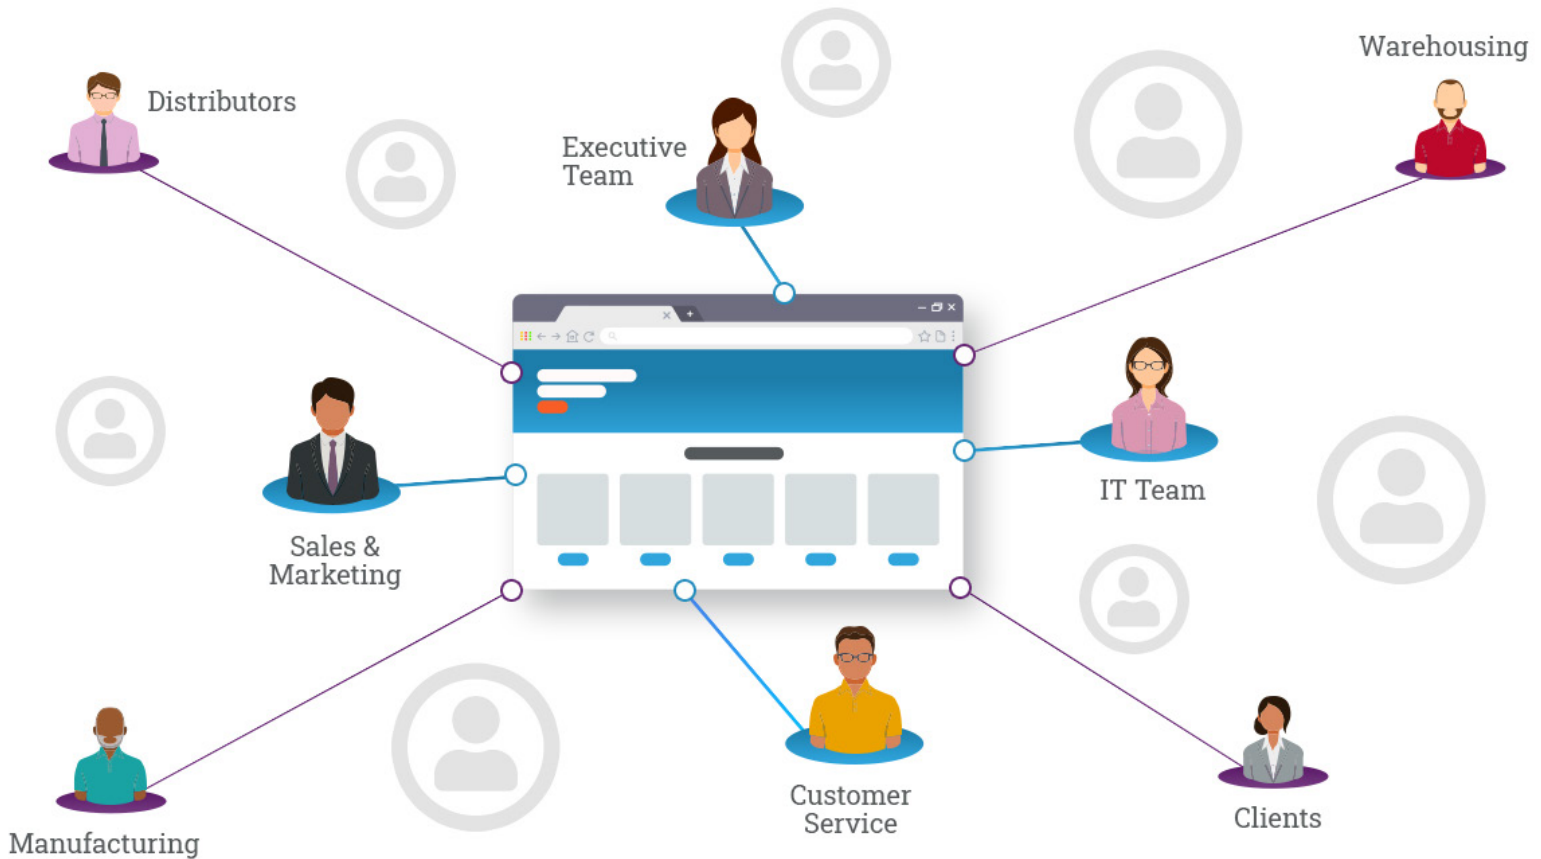 Warehousing
Distributors
Executive
Team
IT Team
Sales &
Marketing
Customer
Service
Clients
Manufacturing